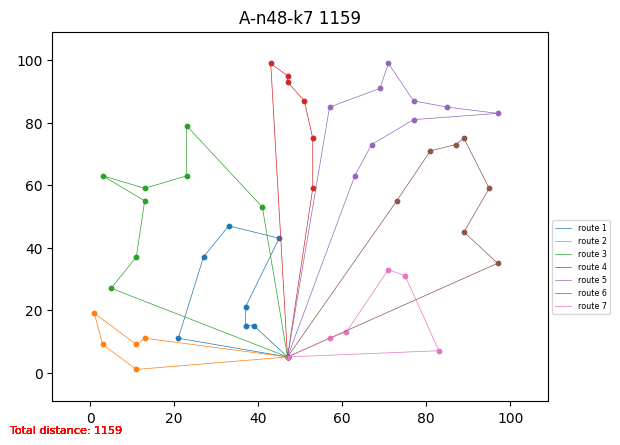 A-n48-k7 1159
100
80
60
40
20
0
0 20 40 60 80 100
route 1
route 2
route 3
route 4
route 5
route 6
route 7
Total distance: 1159